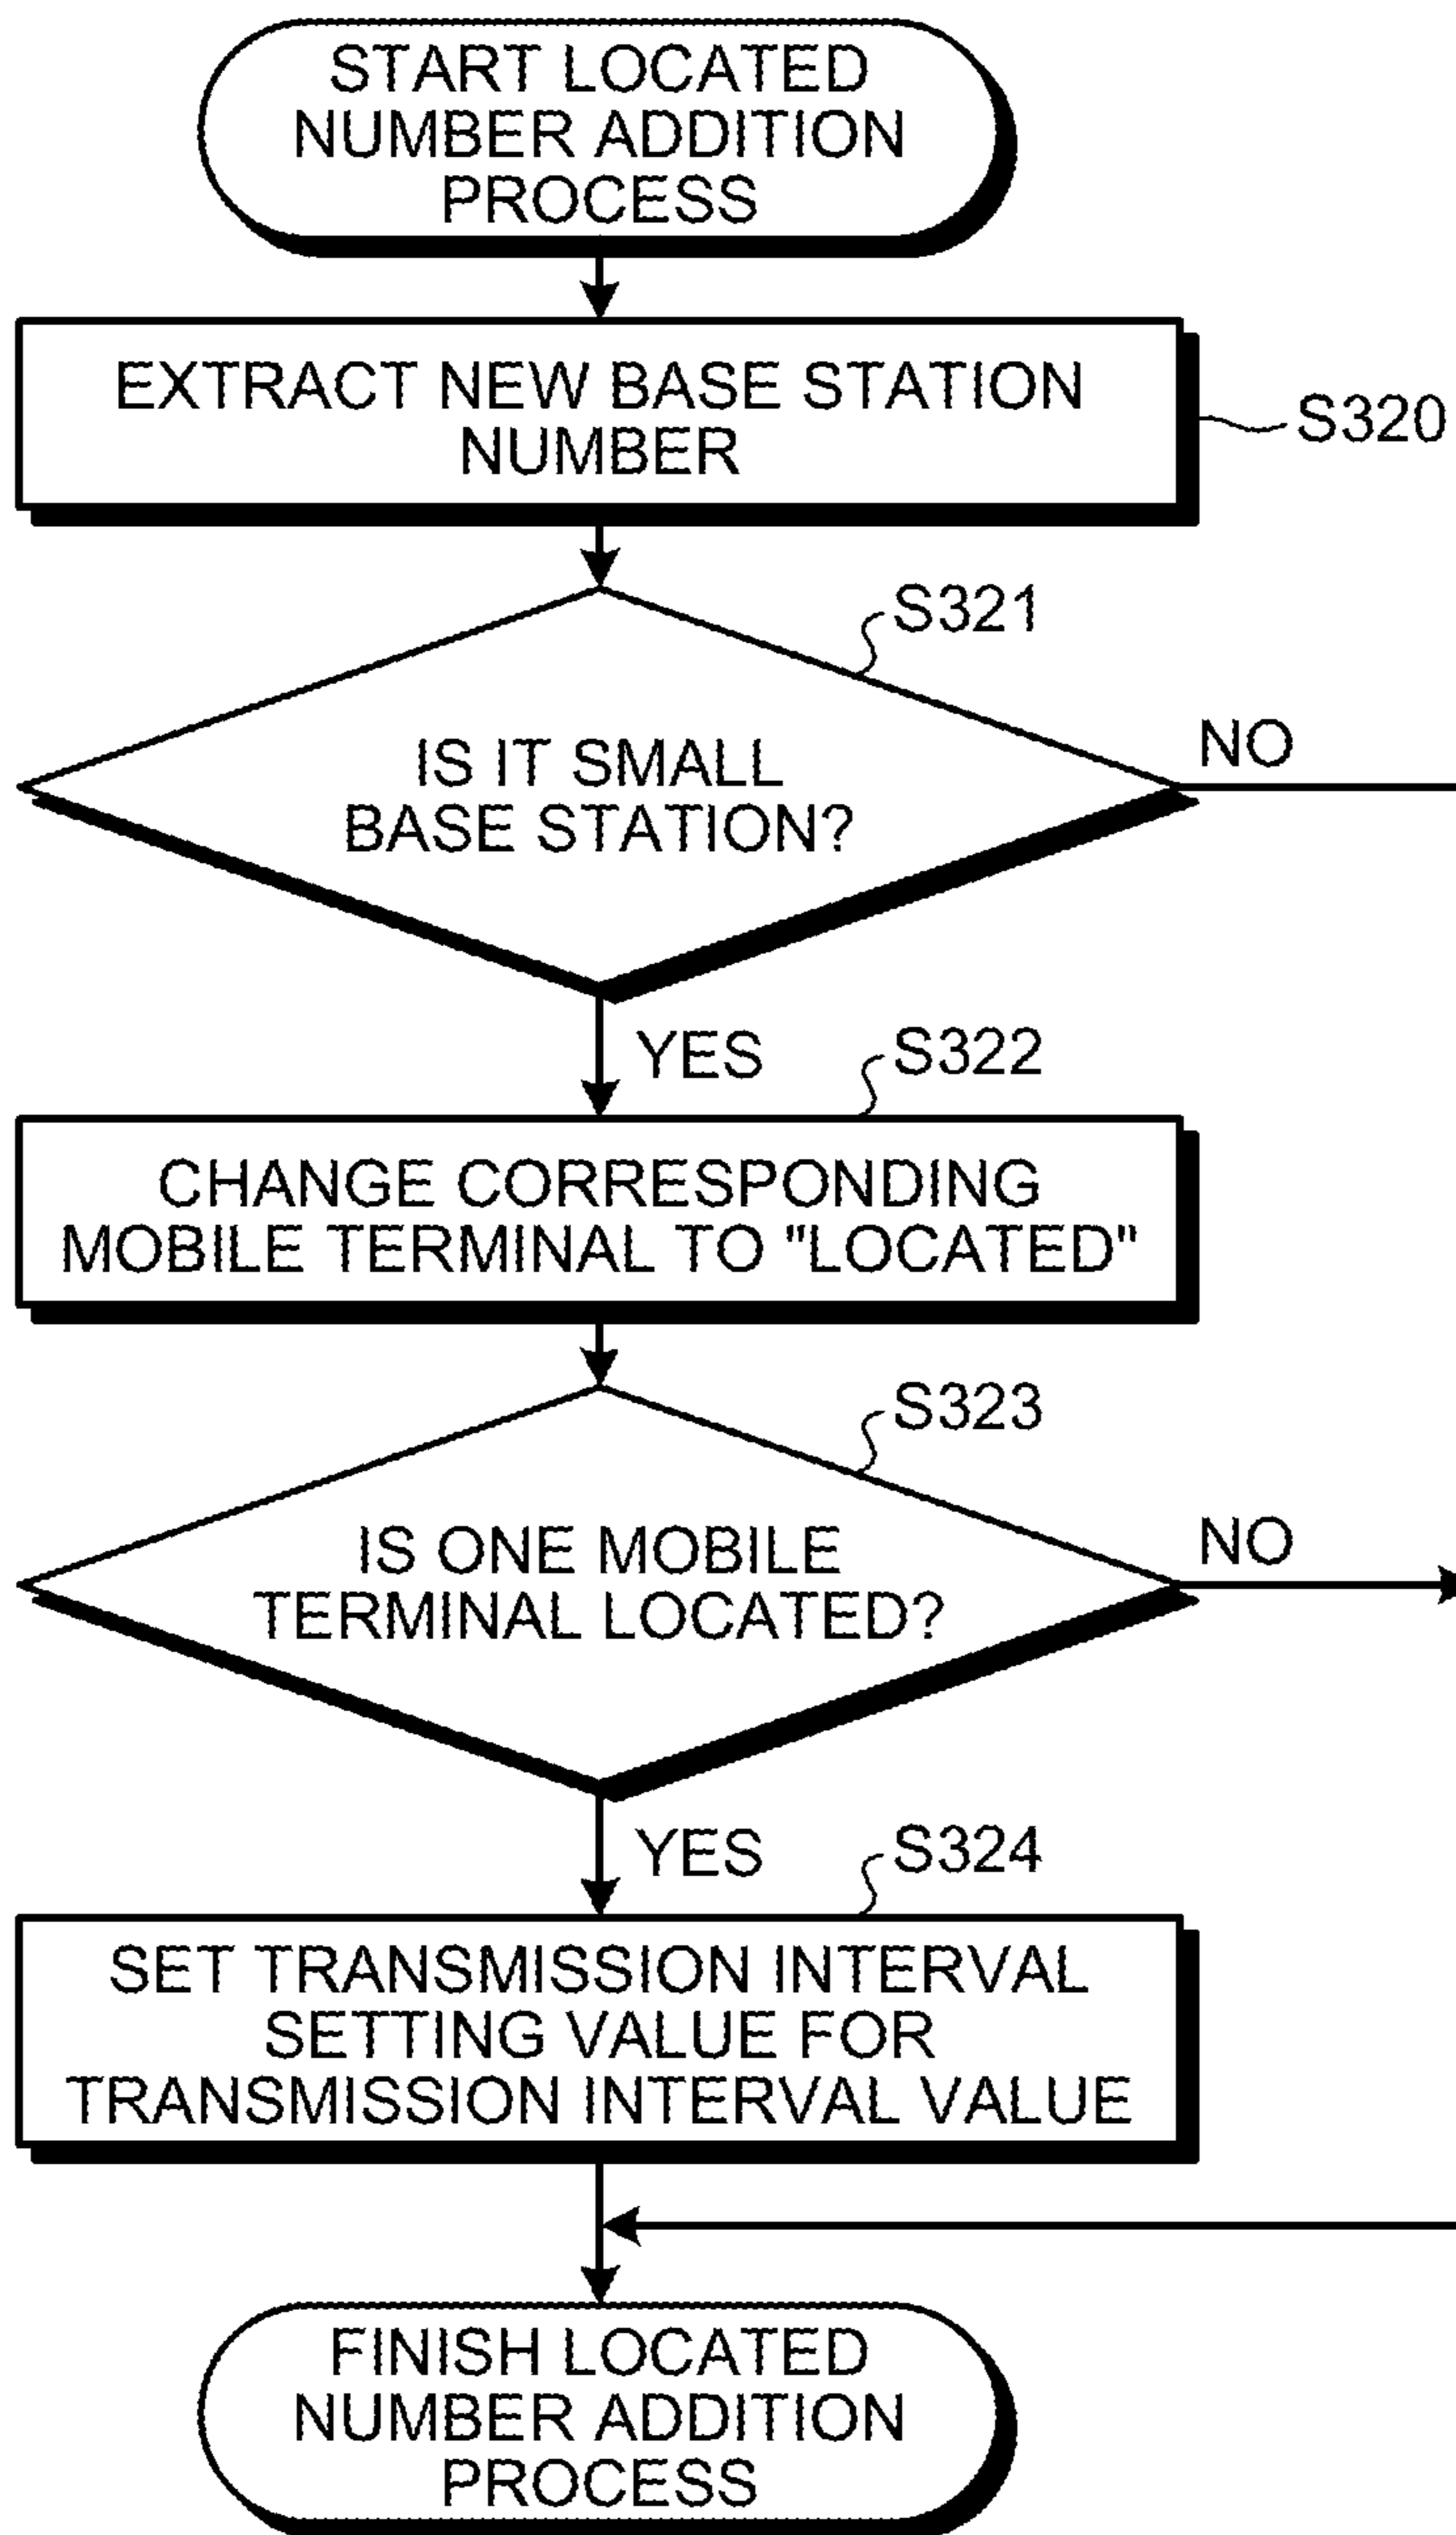 START LOCATED
NUMBER ADDITION
PROCESS
EXTRACT NEW BASE STATION
NUMBER
S320
S321
IS IT SMALL
BASE STATION?
NO
YES
S322
CHANGE CORRESPONDING
MOBILE TERMINAL TO "LOCATED"
S323
IS ONE MOBILE
TERMINAL LOCATED?
NO
YES
S324
SET TRANSMISSION INTERVAL
SETTING VALUE FOR
TRANSMISSION INTERVAL VALUE
FINISH LOCATED
NUMBER ADDITION
PROCESS